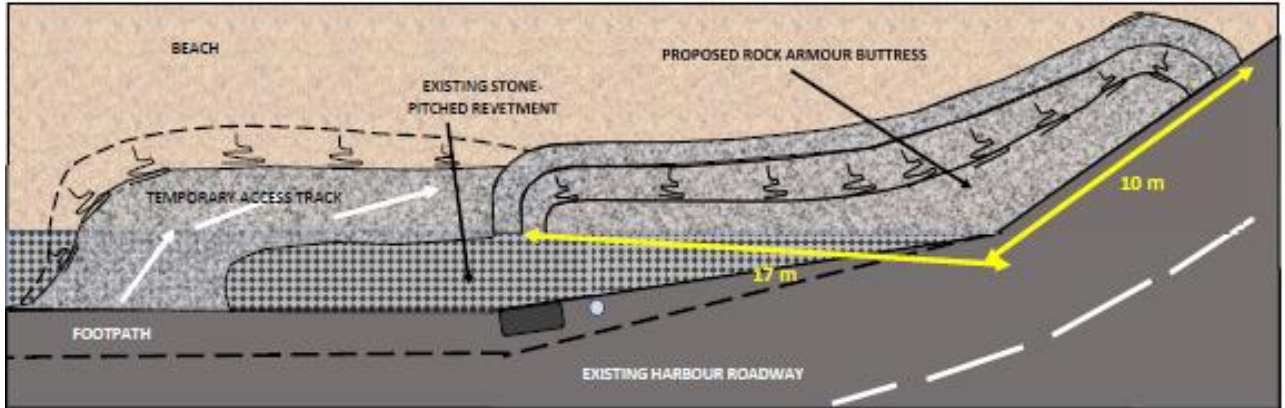 BEACH
PROPOSED ROCK ARMOUR BUTTRESS
EXISTING STONE-
PITCHED REVETMENT
TEMPORARY ACCESS TRACK
10 m
17 m
FOOTPATH
EXISTING HARBOUR ROADWAY